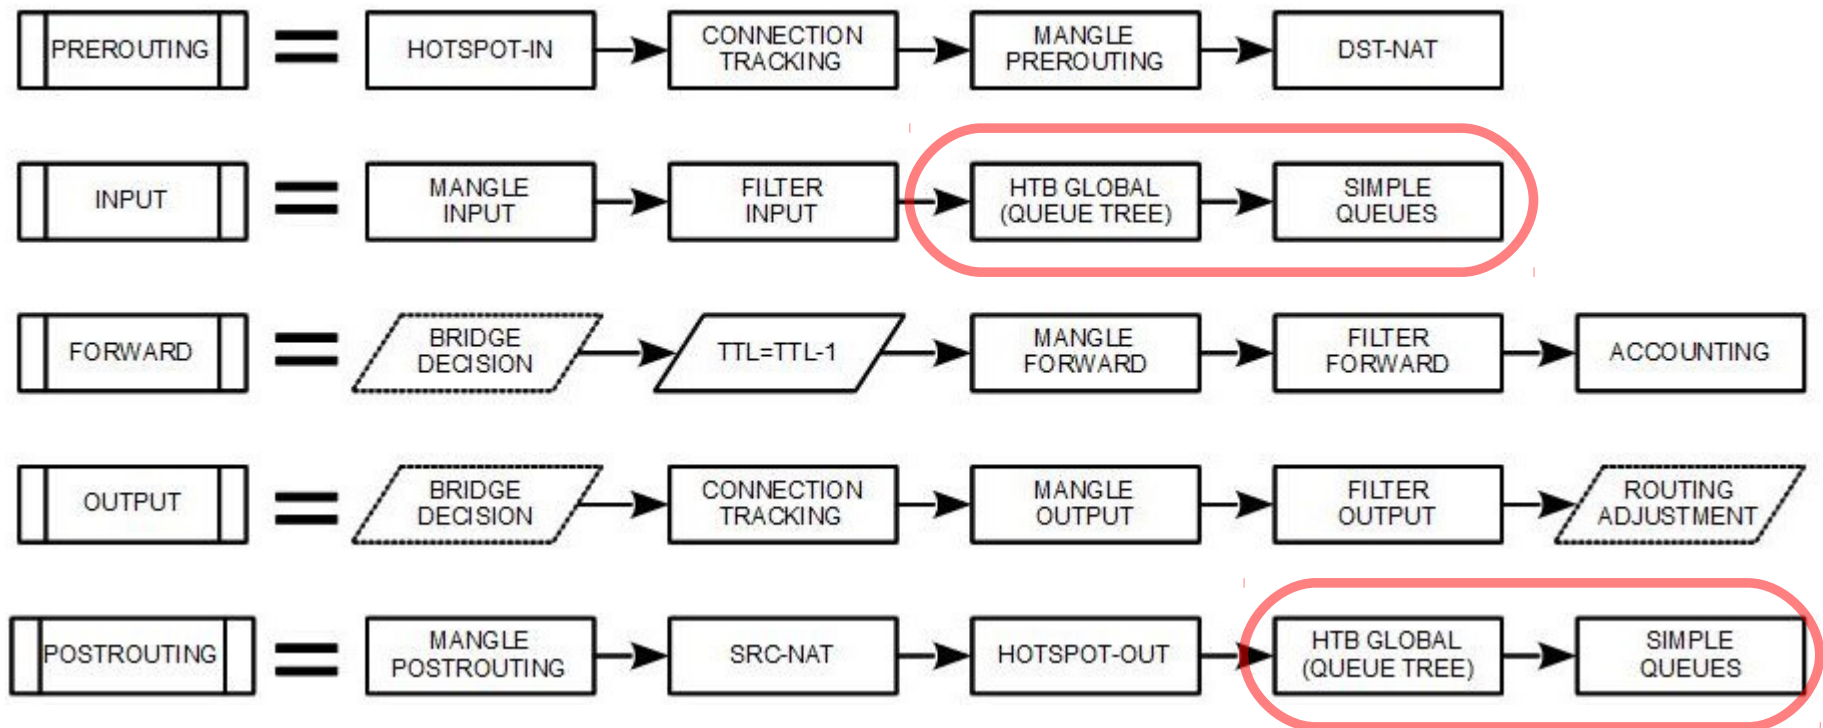 PREROUTING
HOTSPOT-IN
CONNECTION
TRACKING
MANGLE
PREROUTING
DST-NAT
INPUT
MANGLE
INPUT
FILTER
INPUT
HTB GLOBAL
(QUEUE TREE)
SIMPLE
QUEUES
FORWARD
BRIDGE
DECISION
TTL=TTL-1
MANGLE
FORWARD
FILTER
FORWARD
ACCOUNTING
OUTPUT
BRIDGE
DECISION
CONNECTION
TRACKING
MANGLE
OUTPUT
FILTER
OUTPUT
ROUTING
ADJUSTMENT
POSTROUTING
MANGLE
POSTROUTING
SRC-NAT
HOTSPOT-OUT
HTB GLOBAL
(QUEUE TREE)
SIMPLE
QUEUES